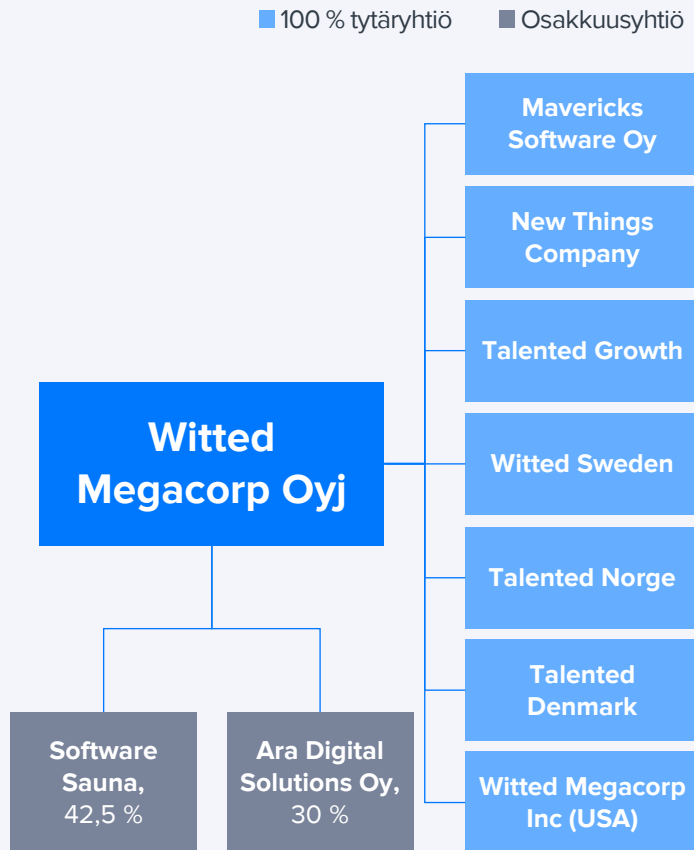 100 % tytäryhtiö
Osakkuusyhtiö
Mavericks
Software Oy
New Things
Company
Talented Growth
Witted
Megacorp Oyj
Witted Sweden
Talented Norge
Talented
Denmark
Software
Sauna,
42,5 %
Ara Digital
Solutions Oy,
30 %
Witted Megacorp
Inc (USA)